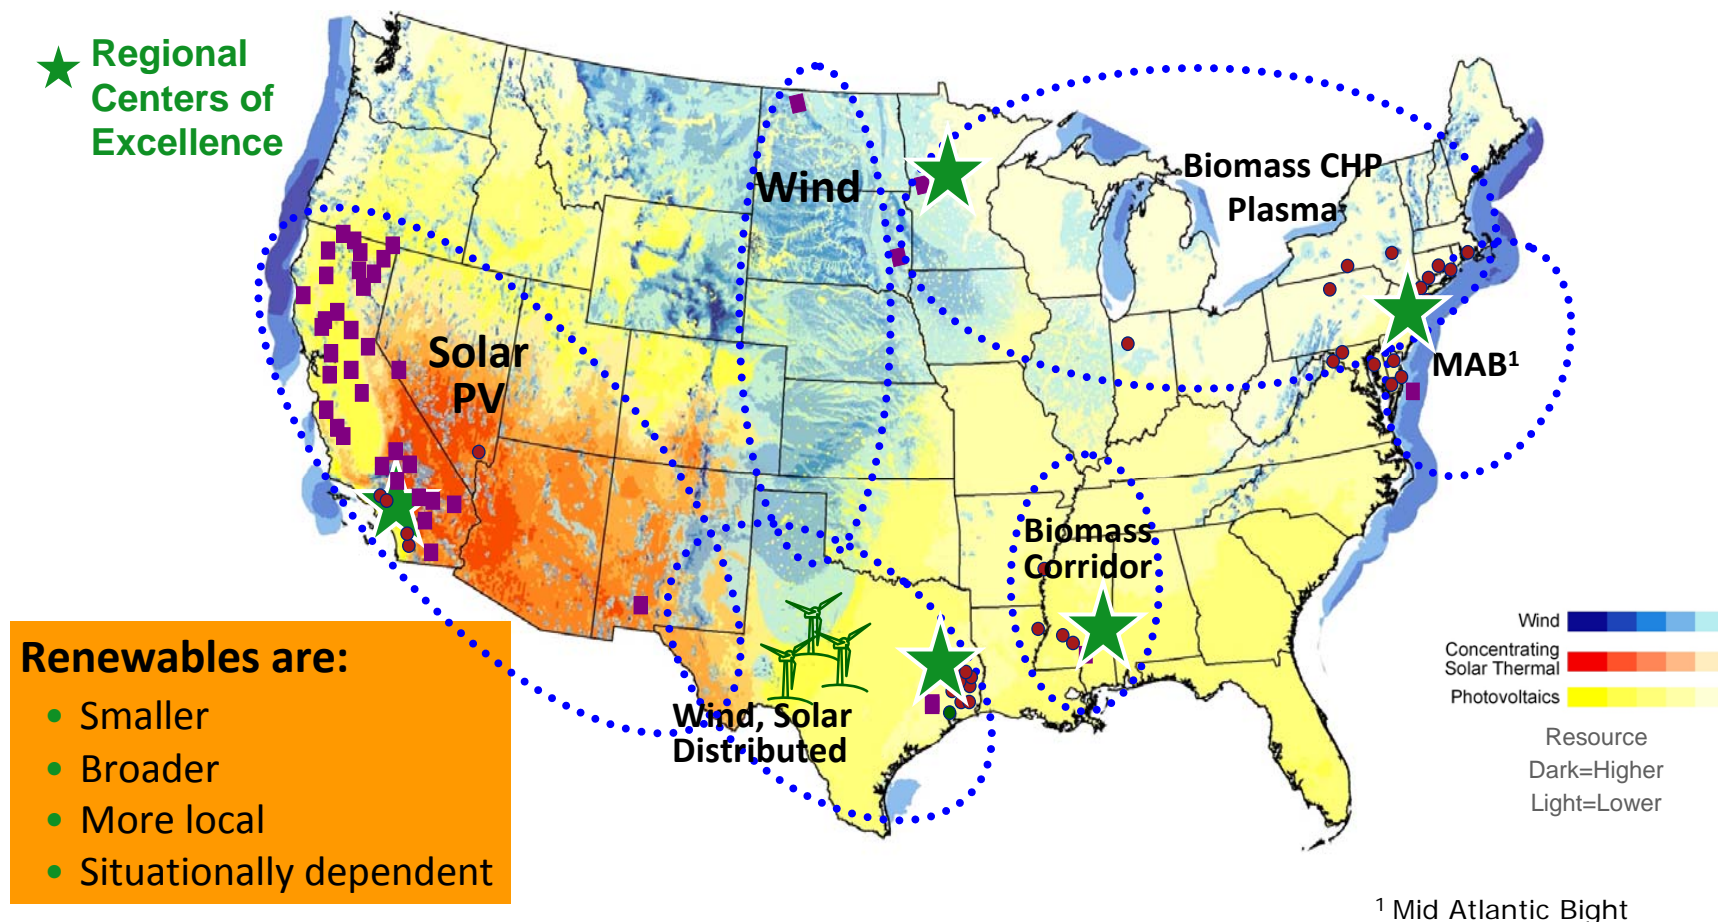 Regional
Centers of
Excellence
Wind
Biomass CHP
Plasma
Solar
PV
MAB¹
Biomass
Corridor
Wind, Solar
Distributed
Renewables are:
• Smaller
• Broader
• More local
• Situationally dependent
Wind
Concentrating
Solar Thermal
Photovoltaics
Resource
Dark=Higher
Light=Lower
¹ Mid Atlantic Bight